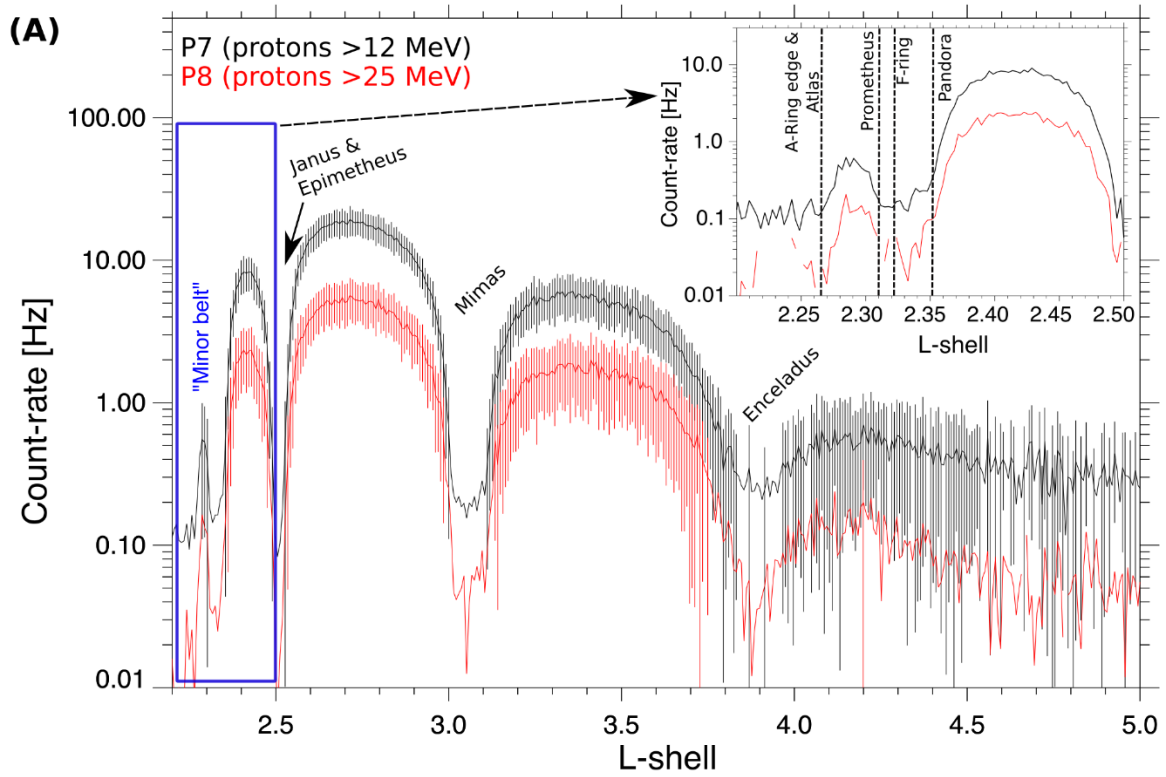 (A)
P7 (protons >12 MeV)
P8 (protons >25 MeV)
100.00
10.00
1.00
0.10
0.01
Count-rate [Hz]
"Minor belt"
Janus &
Epimetheus
Mimas
Enceladus
2.5
3.0
3.5
4.0
4.5
5.0
L-shell
10.0
1.0
0.1
0.01
Count-rate [Hz]
A-Ring edge &
Atlas
Prometheus
F-ring
Pandora
2.25
2.30
2.35
2.40
2.45
2.50
L-shell